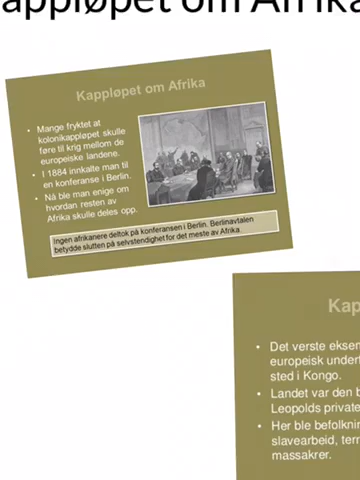 appløpet om Afrika
Kappløpet om Afrika
• Mange fryktet at
kolonikappløpet skulle
føre til krig mellom de
europeiske landene.
• I 1884 innkalte man til
en konferanse i Berlin.
• Nå ble man enige om
hvordan resten av
Afrika skulle deles opp.
Ingen afrikanere deltok på konferansen i Berlin. Berlinavtalen
betydde slutten på selvstendighet for det meste av Afrika.
Kap
• Det verste eksem
europeisk under
sted i Kongo.
• Landet var den b
Leopolds private
• Her ble befolknin
slavearbeid, terr
massakrer.